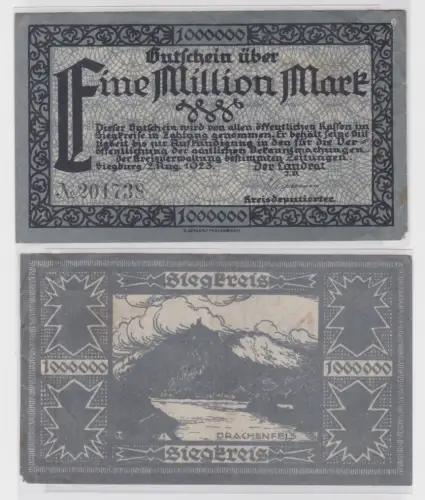 1000000
Gutschein über
Eine Million Mark
Dieser Gutschein wird von allen öffentlichen Kassen im
Siegkreise in Zahlung genommen. Er behält seine Gül
tigkeit bis zur Aufkündigung in den für die Ver-
öffentlichung der amtlichen Bekanntmachungen
der Kreisverwaltung bestimmten Zeitungen
Siegburg 2. Aug. 1923. Der Landrat
No 201738
Kreisdeputierter
1000000
Siegkreis
1000000 1000000
DRACHENFELS
Siegkreis